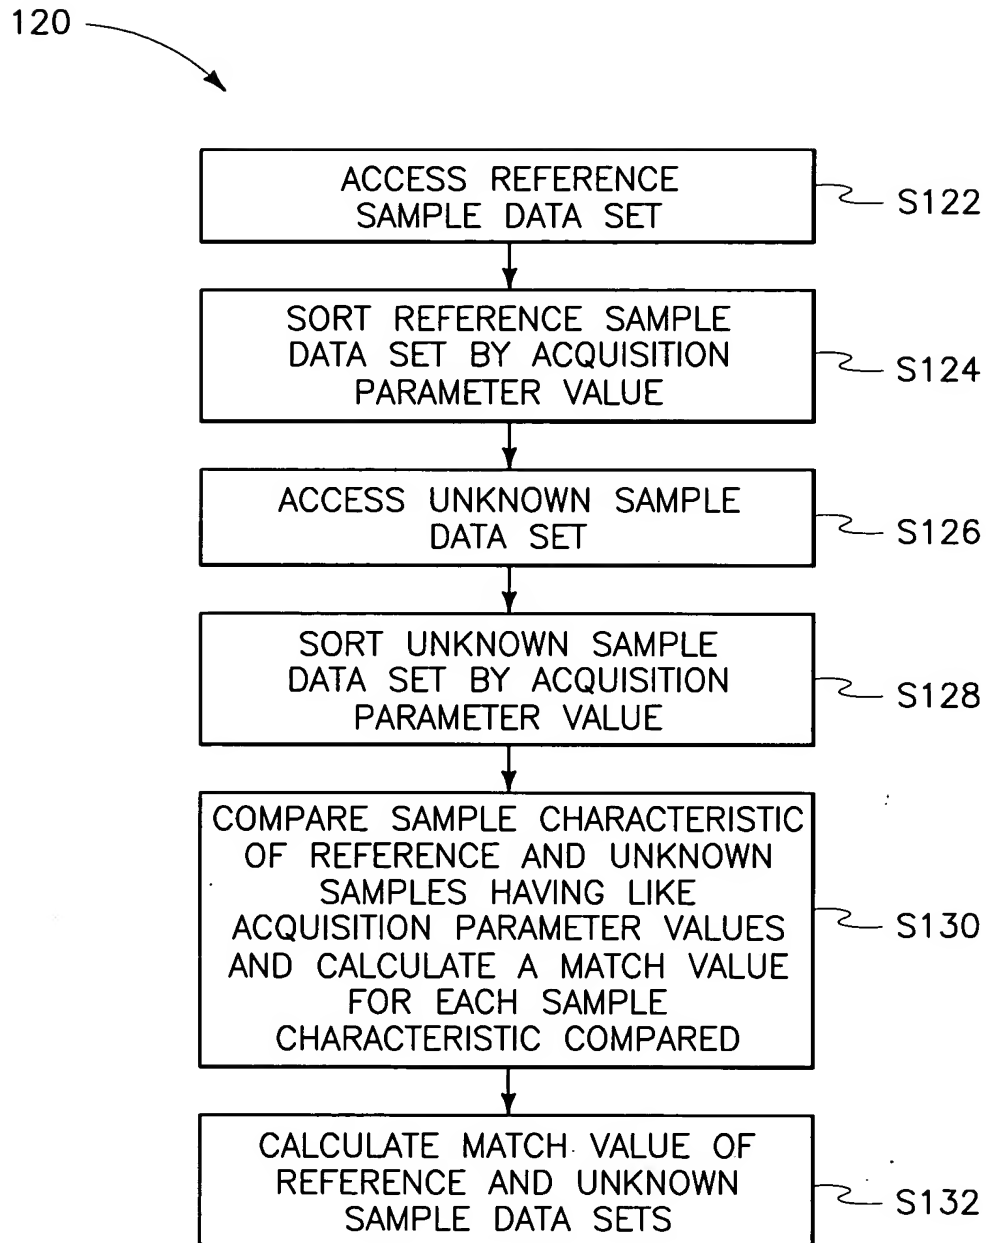 120
ACCESS REFERENCE
SAMPLE DATA SET
S122
SORT REFERENCE SAMPLE
DATA SET BY ACQUISITION
PARAMETER VALUE
S124
ACCESS UNKNOWN SAMPLE
DATA SET
S126
SORT UNKNOWN SAMPLE
DATA SET BY ACQUISITION
PARAMETER VALUE
S128
COMPARE SAMPLE CHARACTERISTIC
OF REFERENCE AND UNKNOWN
SAMPLES HAVING LIKE
ACQUISITION PARAMETER VALUES
AND CALCULATE A MATCH VALUE
FOR EACH SAMPLE
CHARACTERISTIC COMPARED
S130
CALCULATE MATCH VALUE OF
REFERENCE AND UNKNOWN
SAMPLE DATA SETS
S132